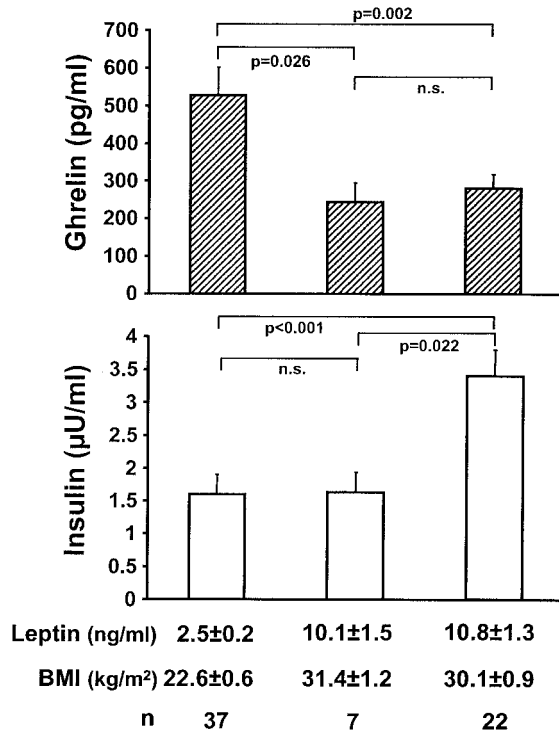 p=0.002
p=0.026
n.s.
Ghrelin (pg/ml)
700
600
500
400
300
200
100
0
p<0.001
p=0.022
n.s.
Insulin (µU/ml)
4
3.5
3
2.5
2
1.5
1
0.5
0
Leptin (ng/ml) 2.5±0.2 10.1±1.5 10.8±1.3
BMI (kg/m²) 22.6±0.6 31.4±1.2 30.1±0.9
n 37 7 22